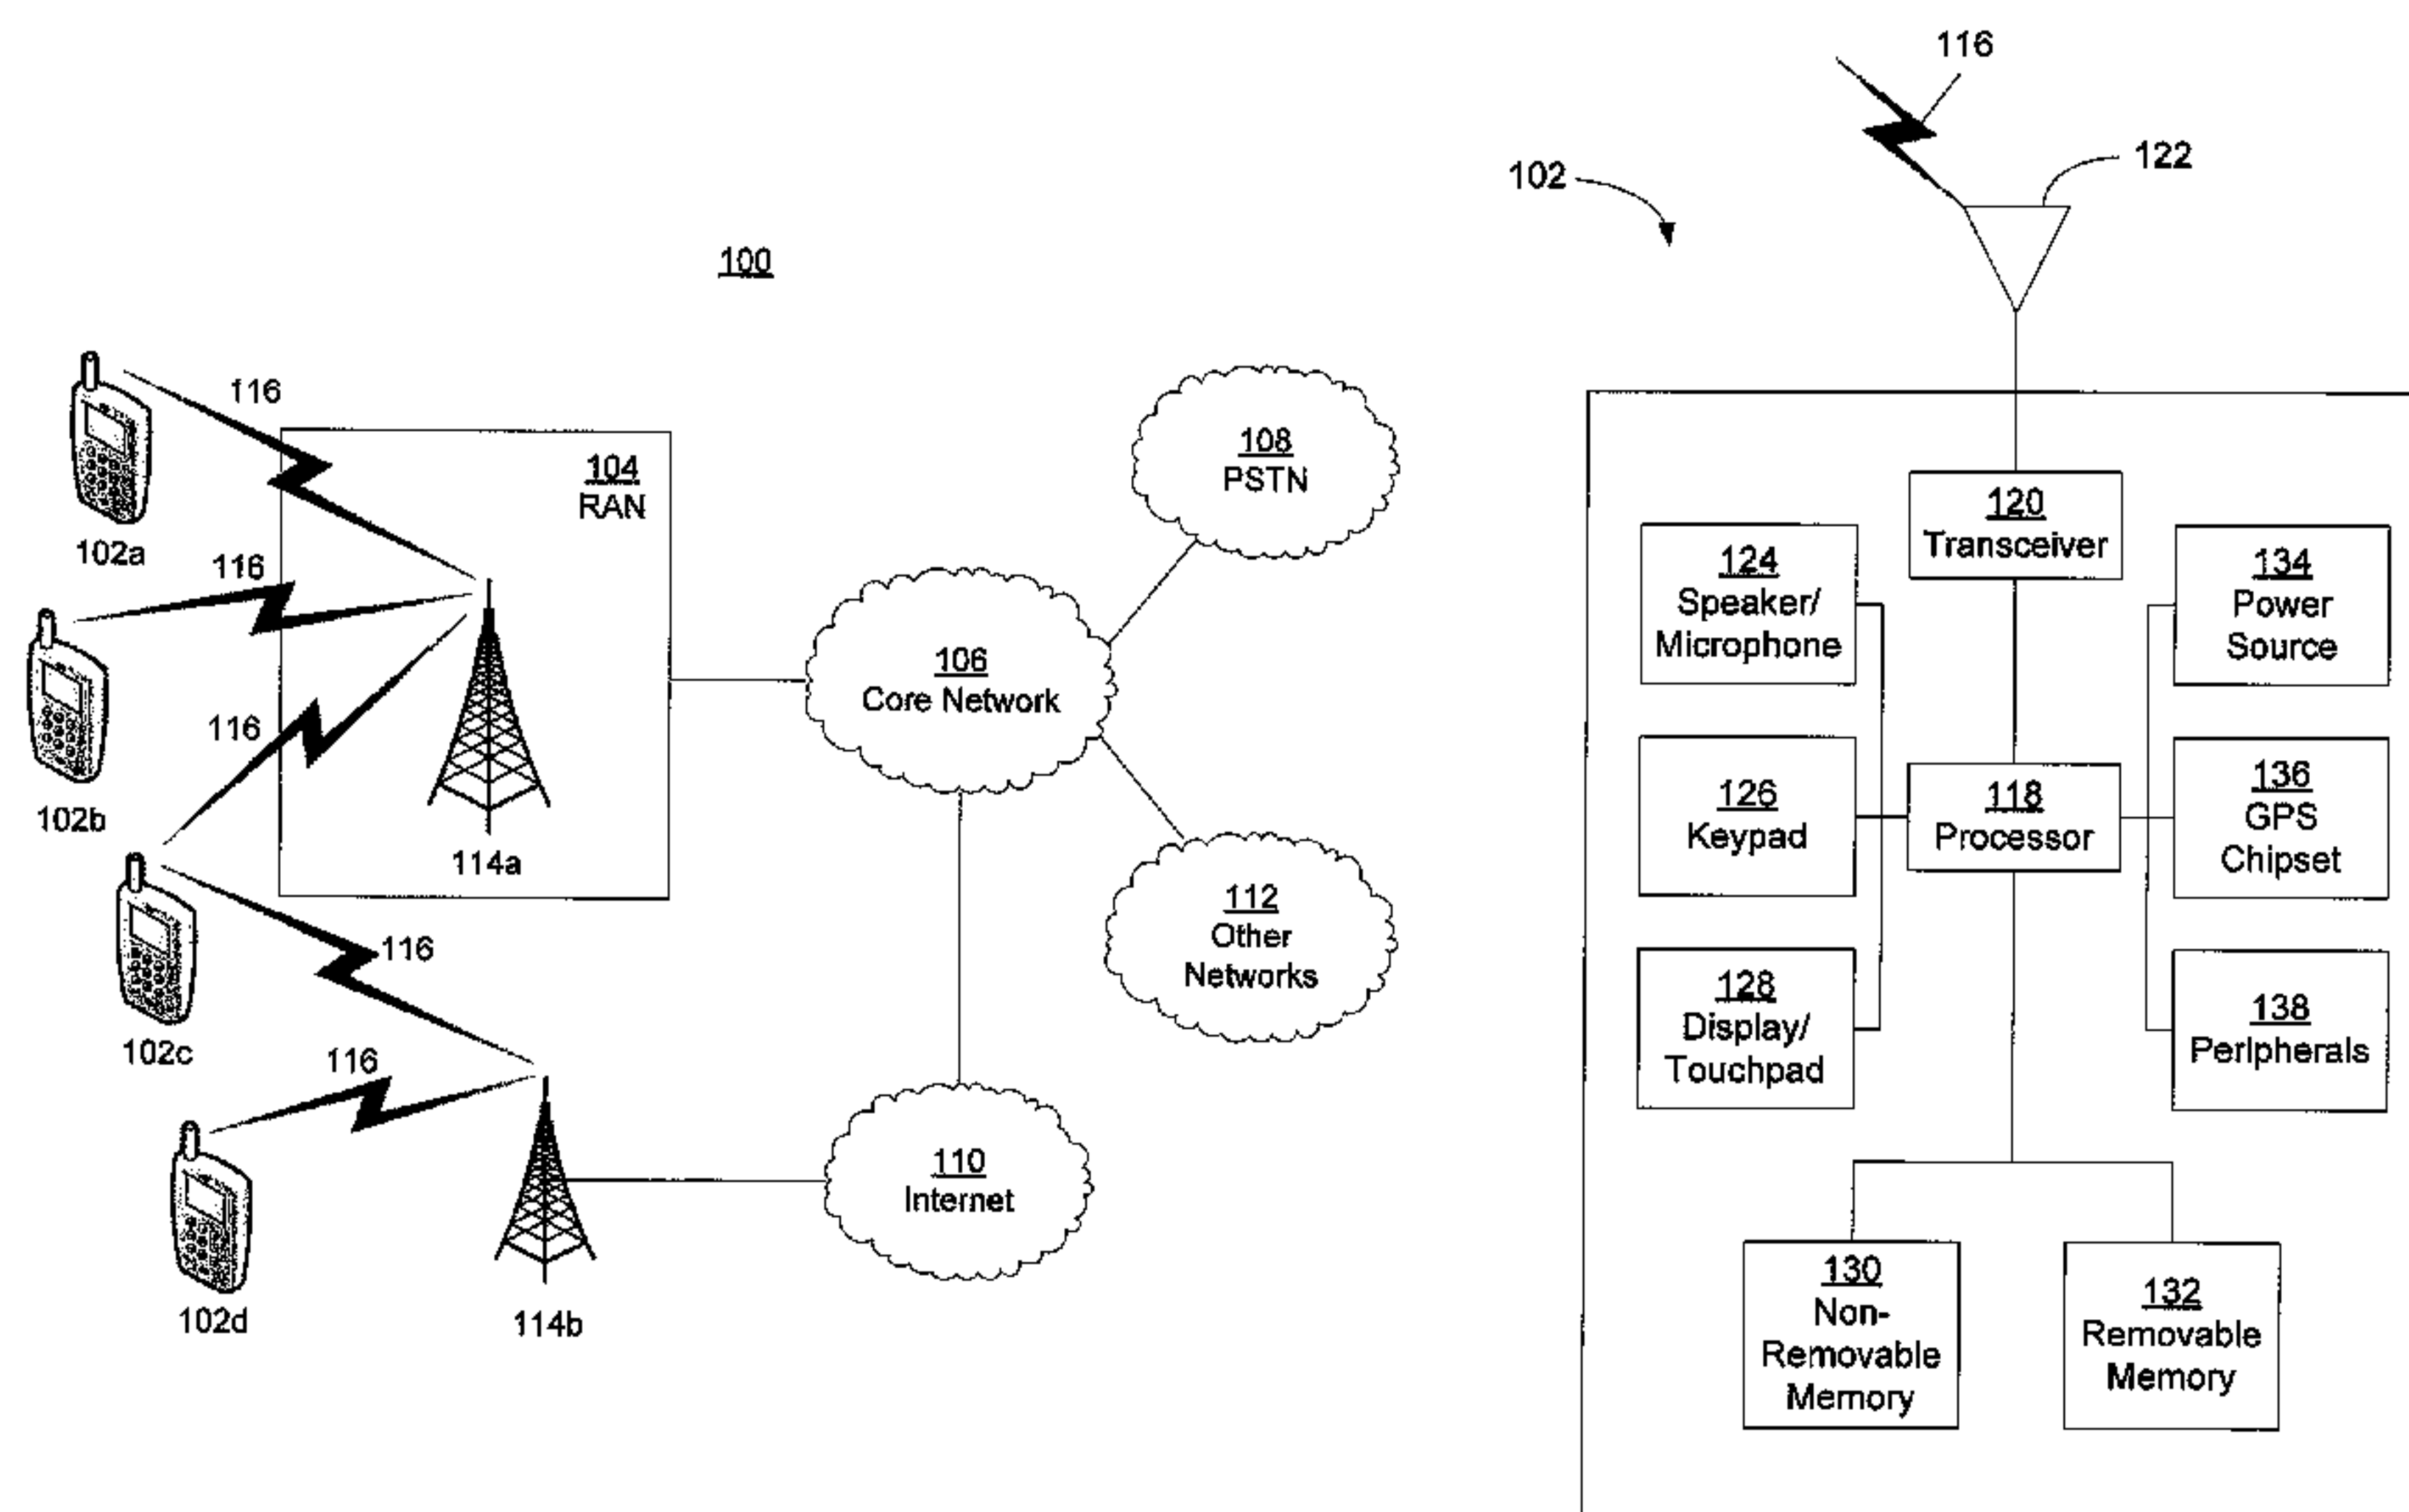 100
116
104
RAN
102a
116
102b
116
114a
102c
116
116
102d
114b
108
PSTN
106
Core Network
112
Other
Networks
110
Internet
116
122
102
120
Transceiver
124
Speaker/
Microphone
134
Power
Source
126
Keypad
118
Processor
136
GPS
Chipset
128
Display/
Touchpad
138
Peripherals
130
Non-
Removable
Memory
132
Removable
Memory